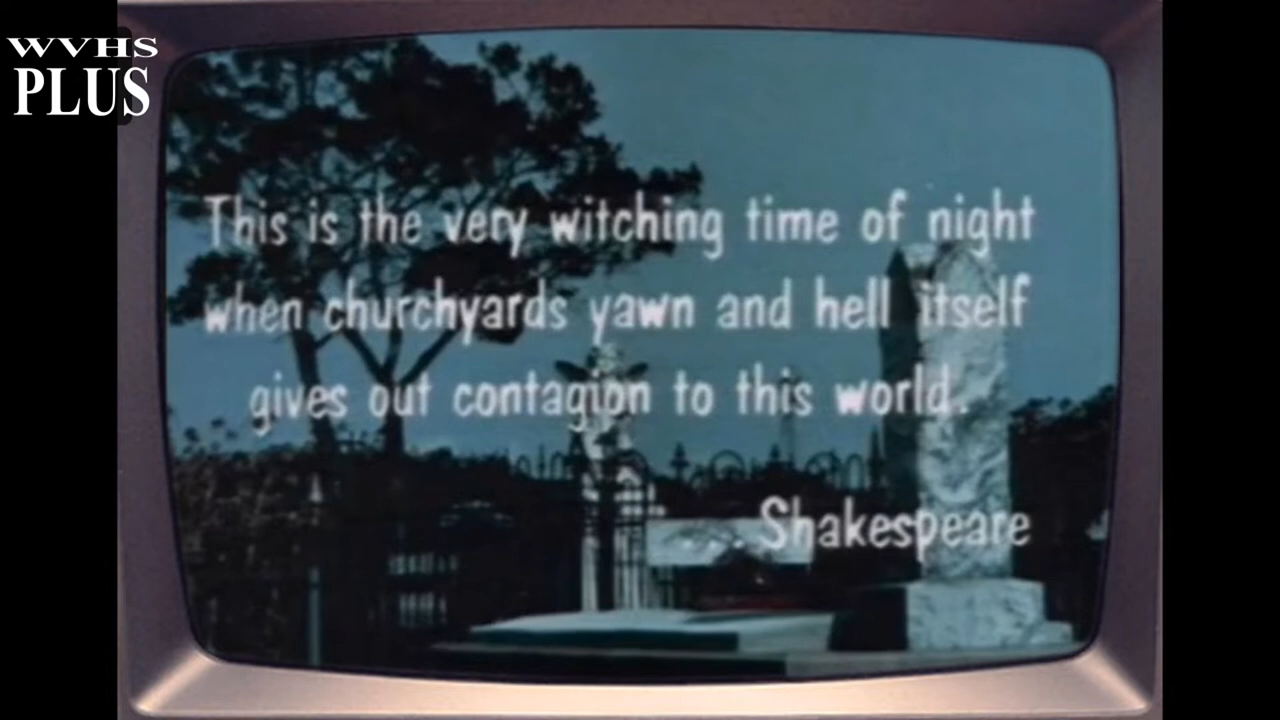 WVHS
PLUS
This is the very witching time of night
when churchyards yawn and hell itself
gives out contagion to this world.
... Shakespeare